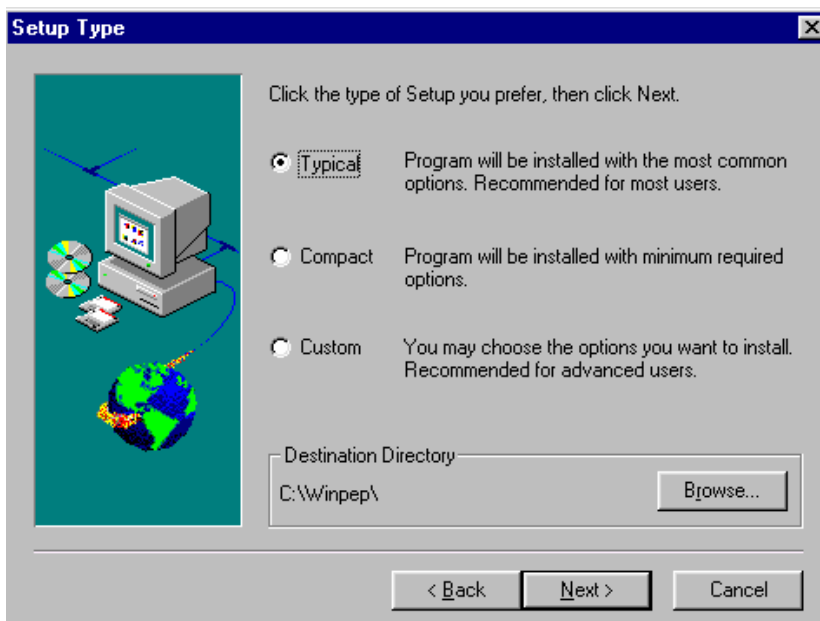 Setup Type
Click the type of Setup you prefer, then click Next.
Typical
Program will be installed with the most common
options. Recommended for most users.
Compact
Program will be installed with minimum required
options.
Custom
You may choose the options you want to install.
Recommended for advanced users.
Destination Directory
C:\Winpep\
Browse...
< Back
Next >
Cancel